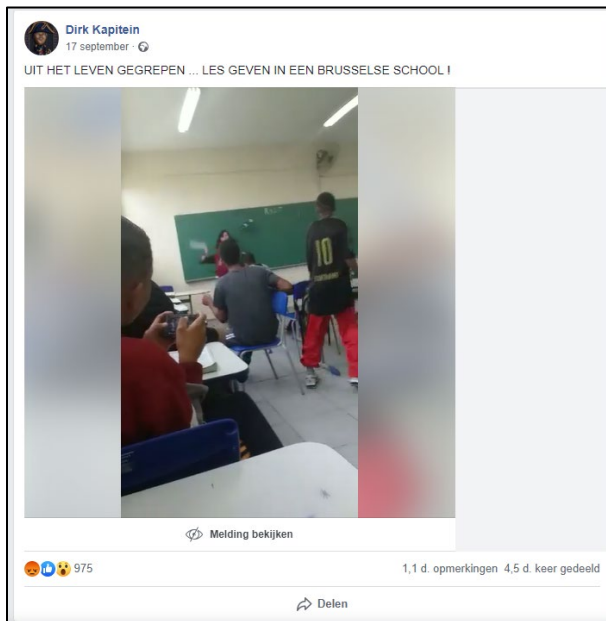 Dirk Kapitein
17 september ·
UIT HET LEVEN GEGREPEN ... LES GEVEN IN EEN BRUSSELSE SCHOOL !
10
Melding bekijken
975
1,1 d. opmerkingen 4,5 d. keer gedeeld
Delen